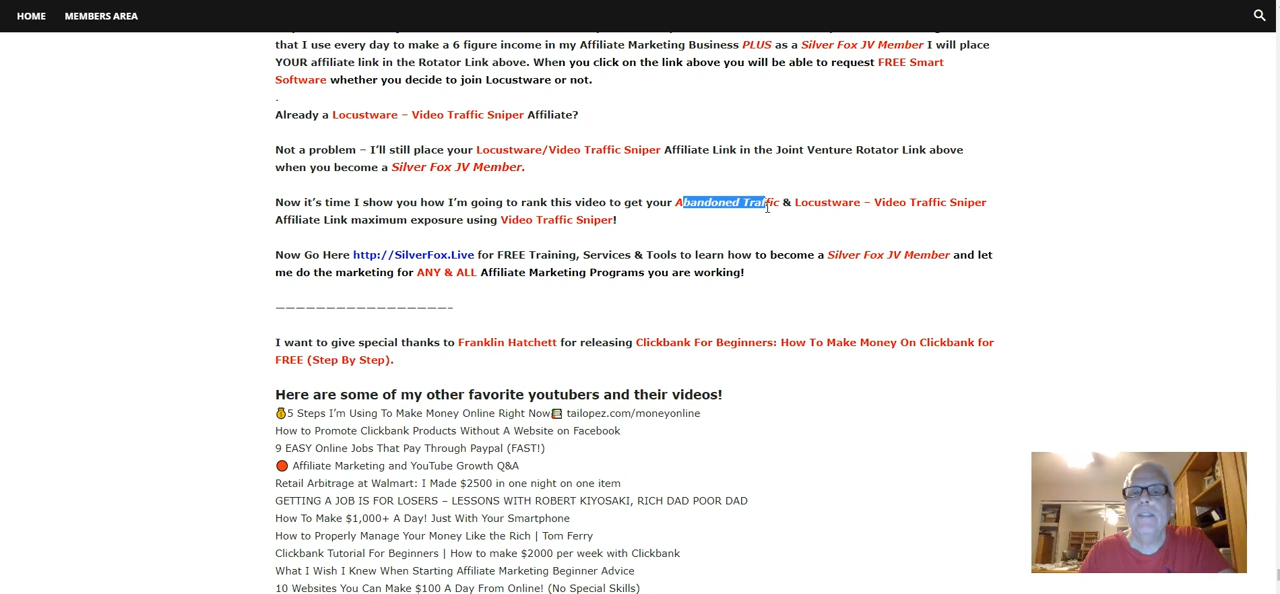 HOME MEMBERS AREA
that I use every day to make a 6 figure income in my Affiliate Marketing Business PLUS as a Silver Fox JV Member I will place
YOUR affiliate link in the Rotator Link above. When you click on the link above you will be able to request FREE Smart
Software whether you decide to join Locustware or not.
.
Already a Locustware – Video Traffic Sniper Affiliate?
Not a problem – I’ll still place your Locustware/Video Traffic Sniper Affiliate Link in the Joint Venture Rotator Link above
when you become a Silver Fox JV Member.
Now it’s time I show you how I’m going to rank this video to get your Abandoned Traffic & Locustware – Video Traffic Sniper
Affiliate Link maximum exposure using Video Traffic Sniper!
Now Go Here http://SilverFox.Live for FREE Training, Services & Tools to learn how to become a Silver Fox JV Member and let
me do the marketing for ANY & ALL Affiliate Marketing Programs you are working!
—————————————————–
I want to give special thanks to Franklin Hatchett for releasing Clickbank For Beginners: How To Make Money On Clickbank for
FREE (Step By Step).
Here are some of my other favorite youtubers and their videos!
💰5 Steps I’m Using To Make Money Online Right Now📒 tailopez.com/moneyonline
How to Promote Clickbank Products Without A Website on Facebook
9 EASY Online Jobs That Pay Through Paypal (FAST!)
🔴 Affiliate Marketing and YouTube Growth Q&A
Retail Arbitrage at Walmart: I Made $2500 in one night on one item
GETTING A JOB IS FOR LOSERS – LESSONS WITH ROBERT KIYOSAKI, RICH DAD POOR DAD
How To Make $1,000+ A Day! Just With Your Smartphone
How to Properly Manage Your Money Like the Rich | Tom Ferry
Clickbank Tutorial For Beginners | How to make $2000 per week with Clickbank
What I Wish I Knew When Starting Affiliate Marketing Beginner Advice
10 Websites You Can Make $100 A Day From Online! (No Special Skills)